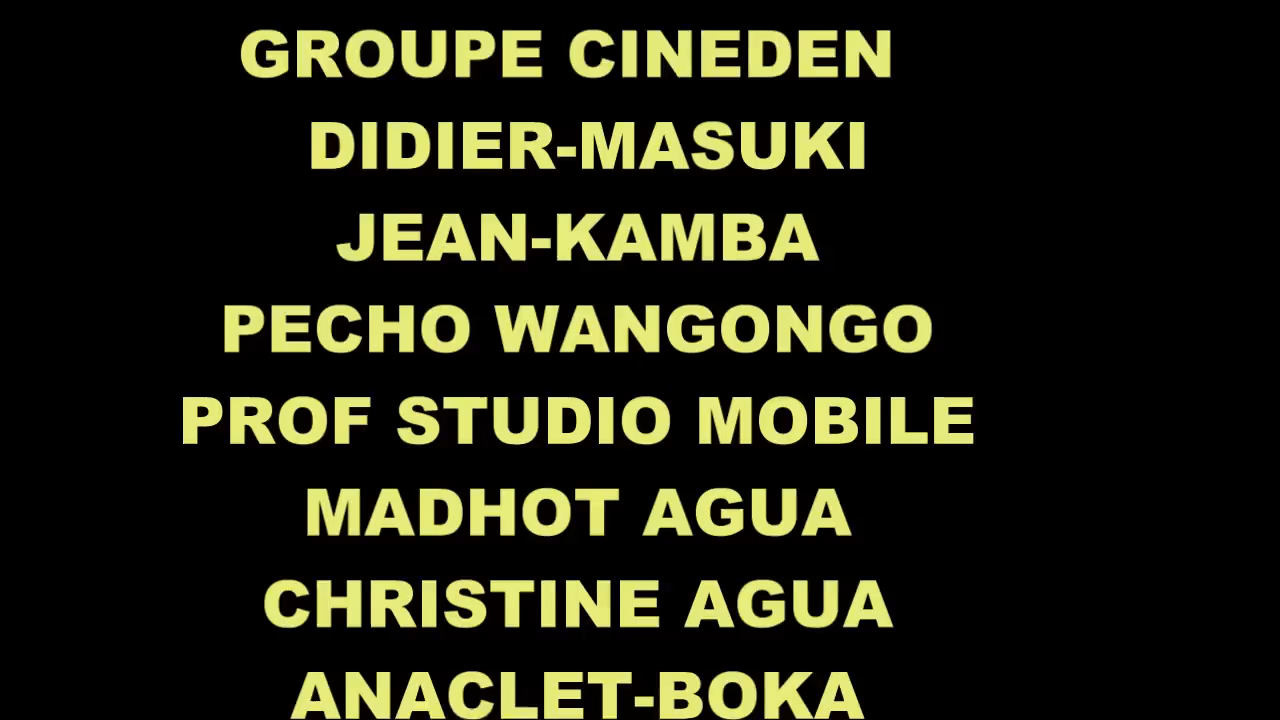 GROUPE CINEDEN
DIDIER-MASUKI
JEAN-KAMBA
PECHO WANGONGO
PROF STUDIO MOBILE
MADHOT AGUA
CHRISTINE AGUA
ANACLET-BOKA